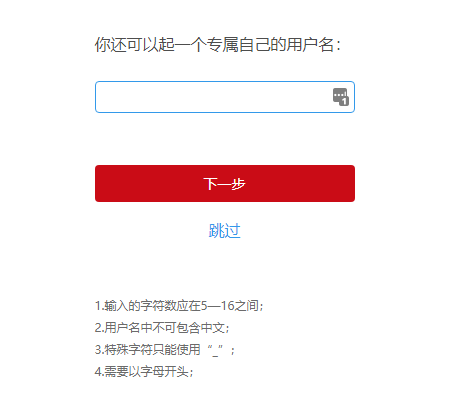 你还可以起一个专属自己的用户名：
下一步
跳过
1.输入的字符数应在5—16之间；
2.用户名中不可包含中文；
3.特殊字符只能使用“_”；
4.需要以字母开头；